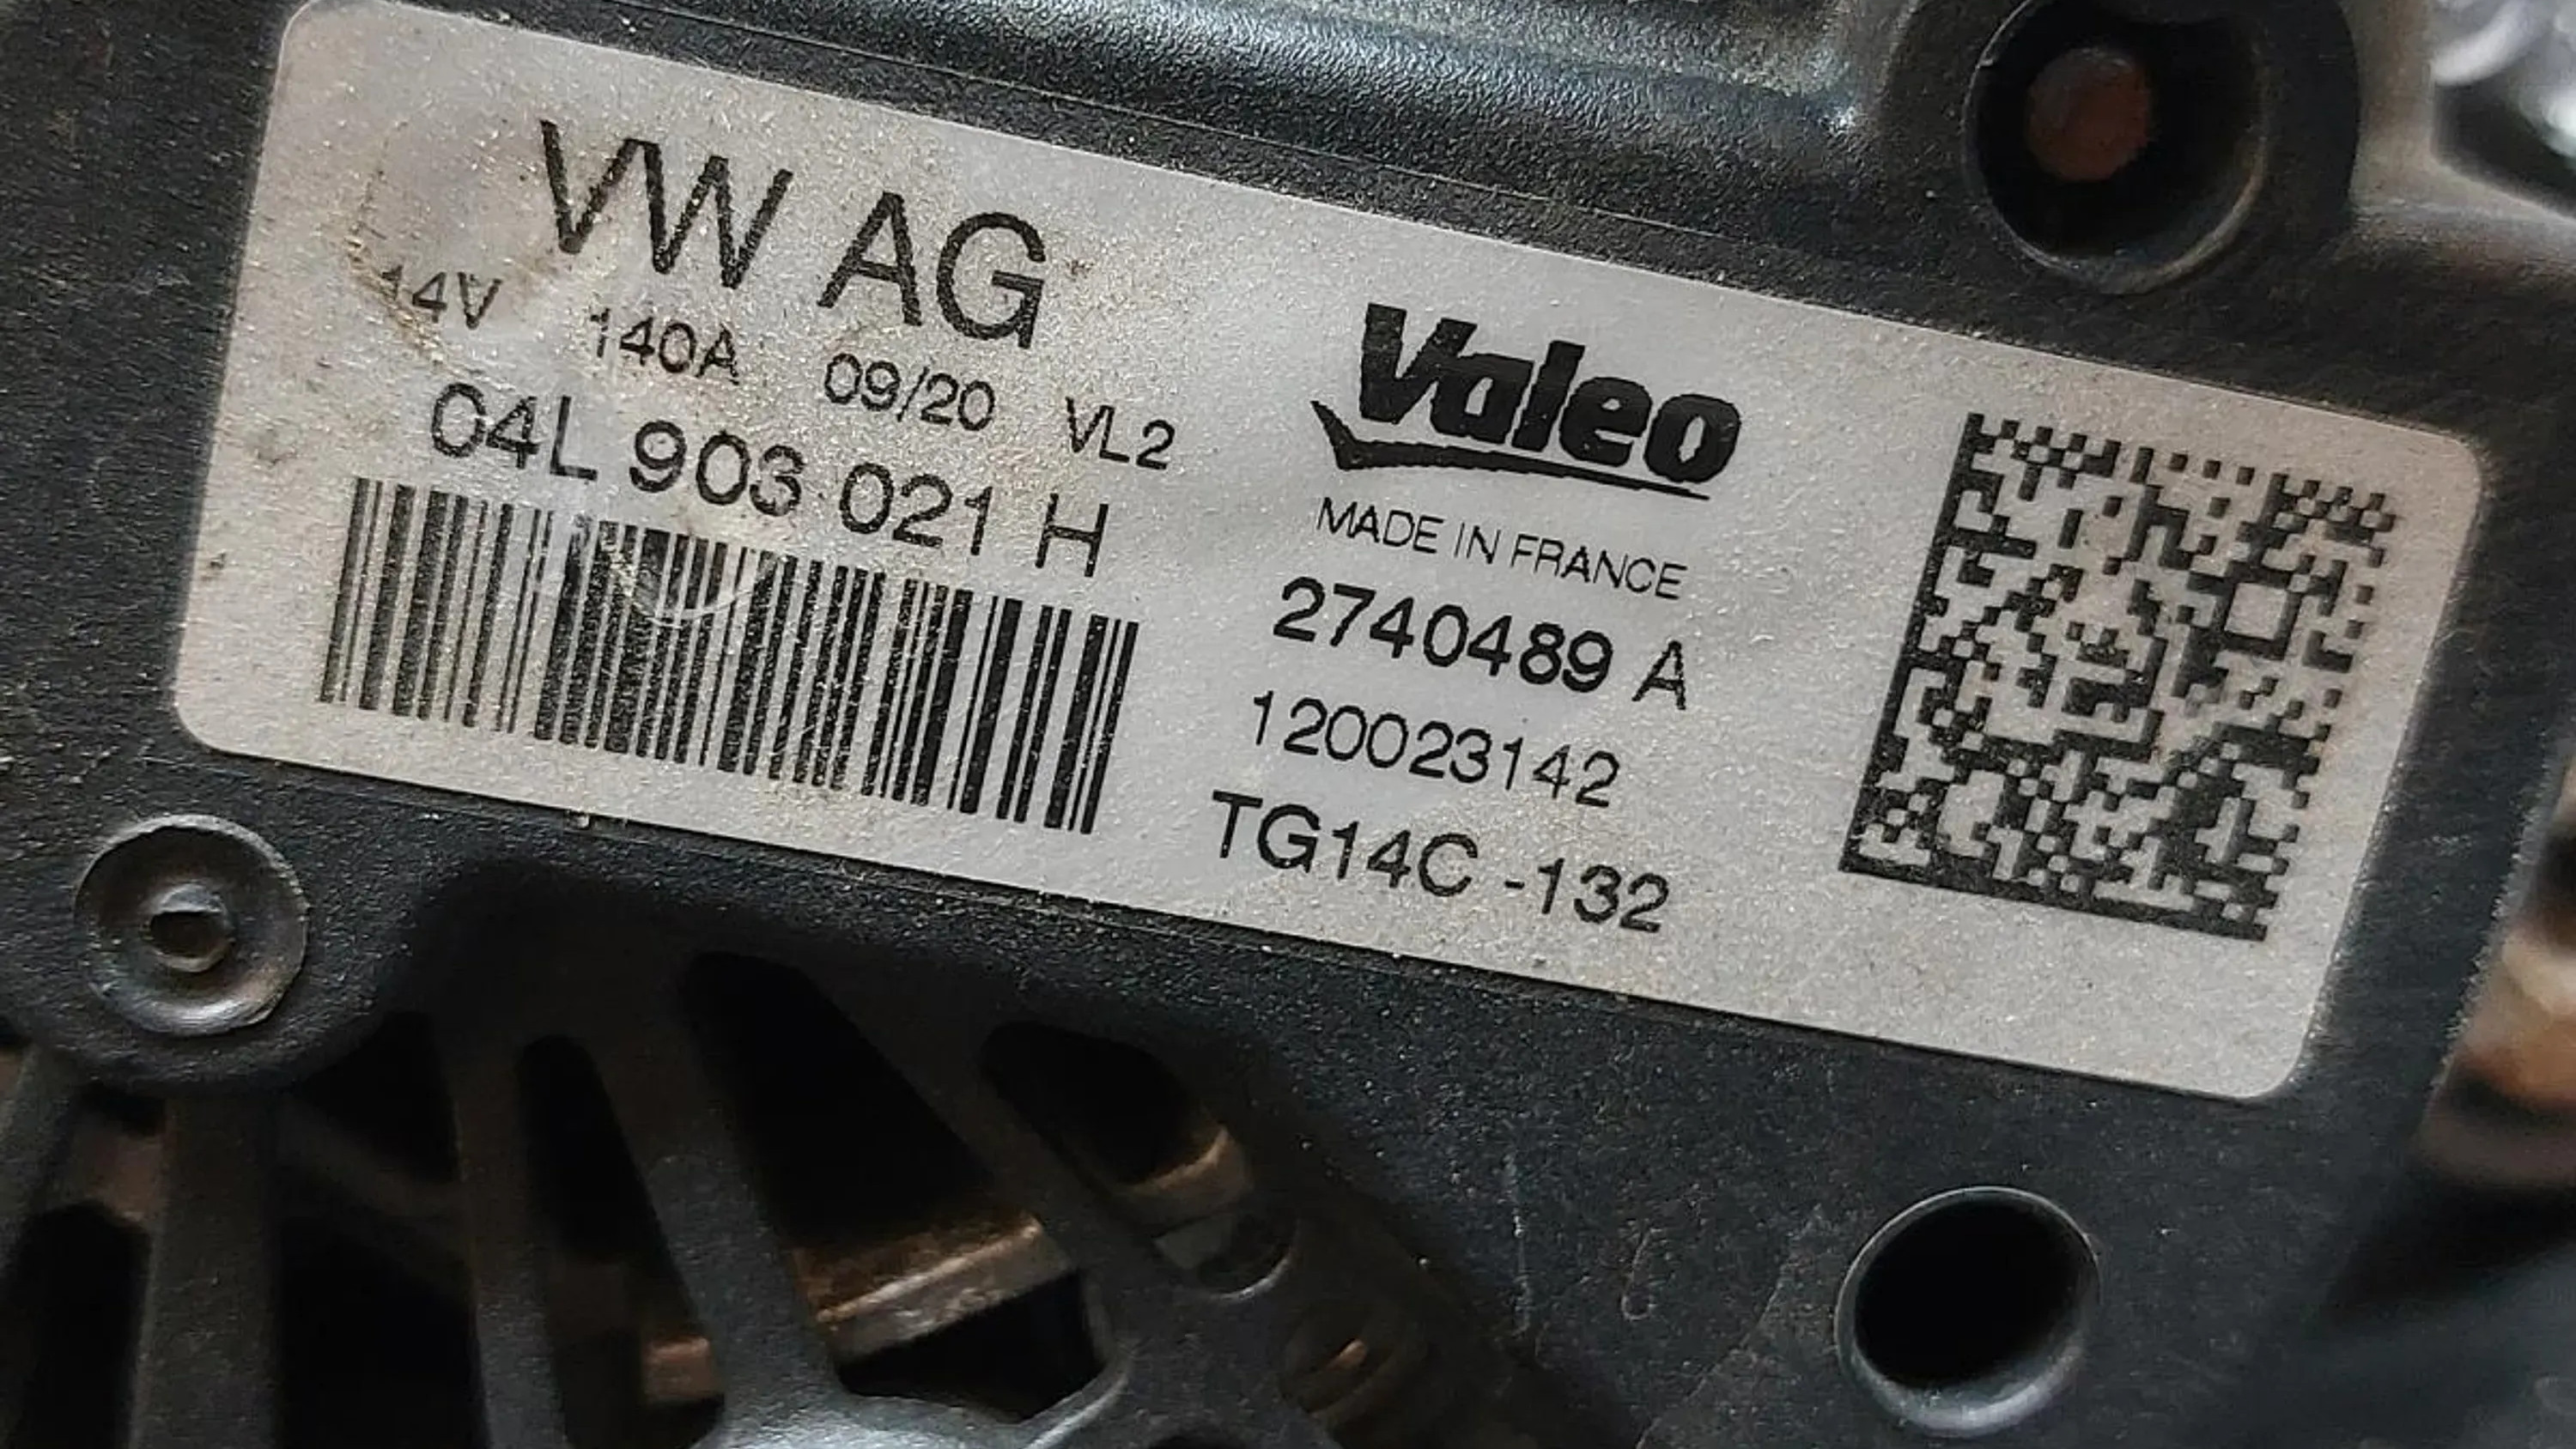 VW AG
14V 140A 09/20 VL2
04L 903 021 H
Valeo
MADE IN FRANCE
2740489 A
120023142
TG14C -132